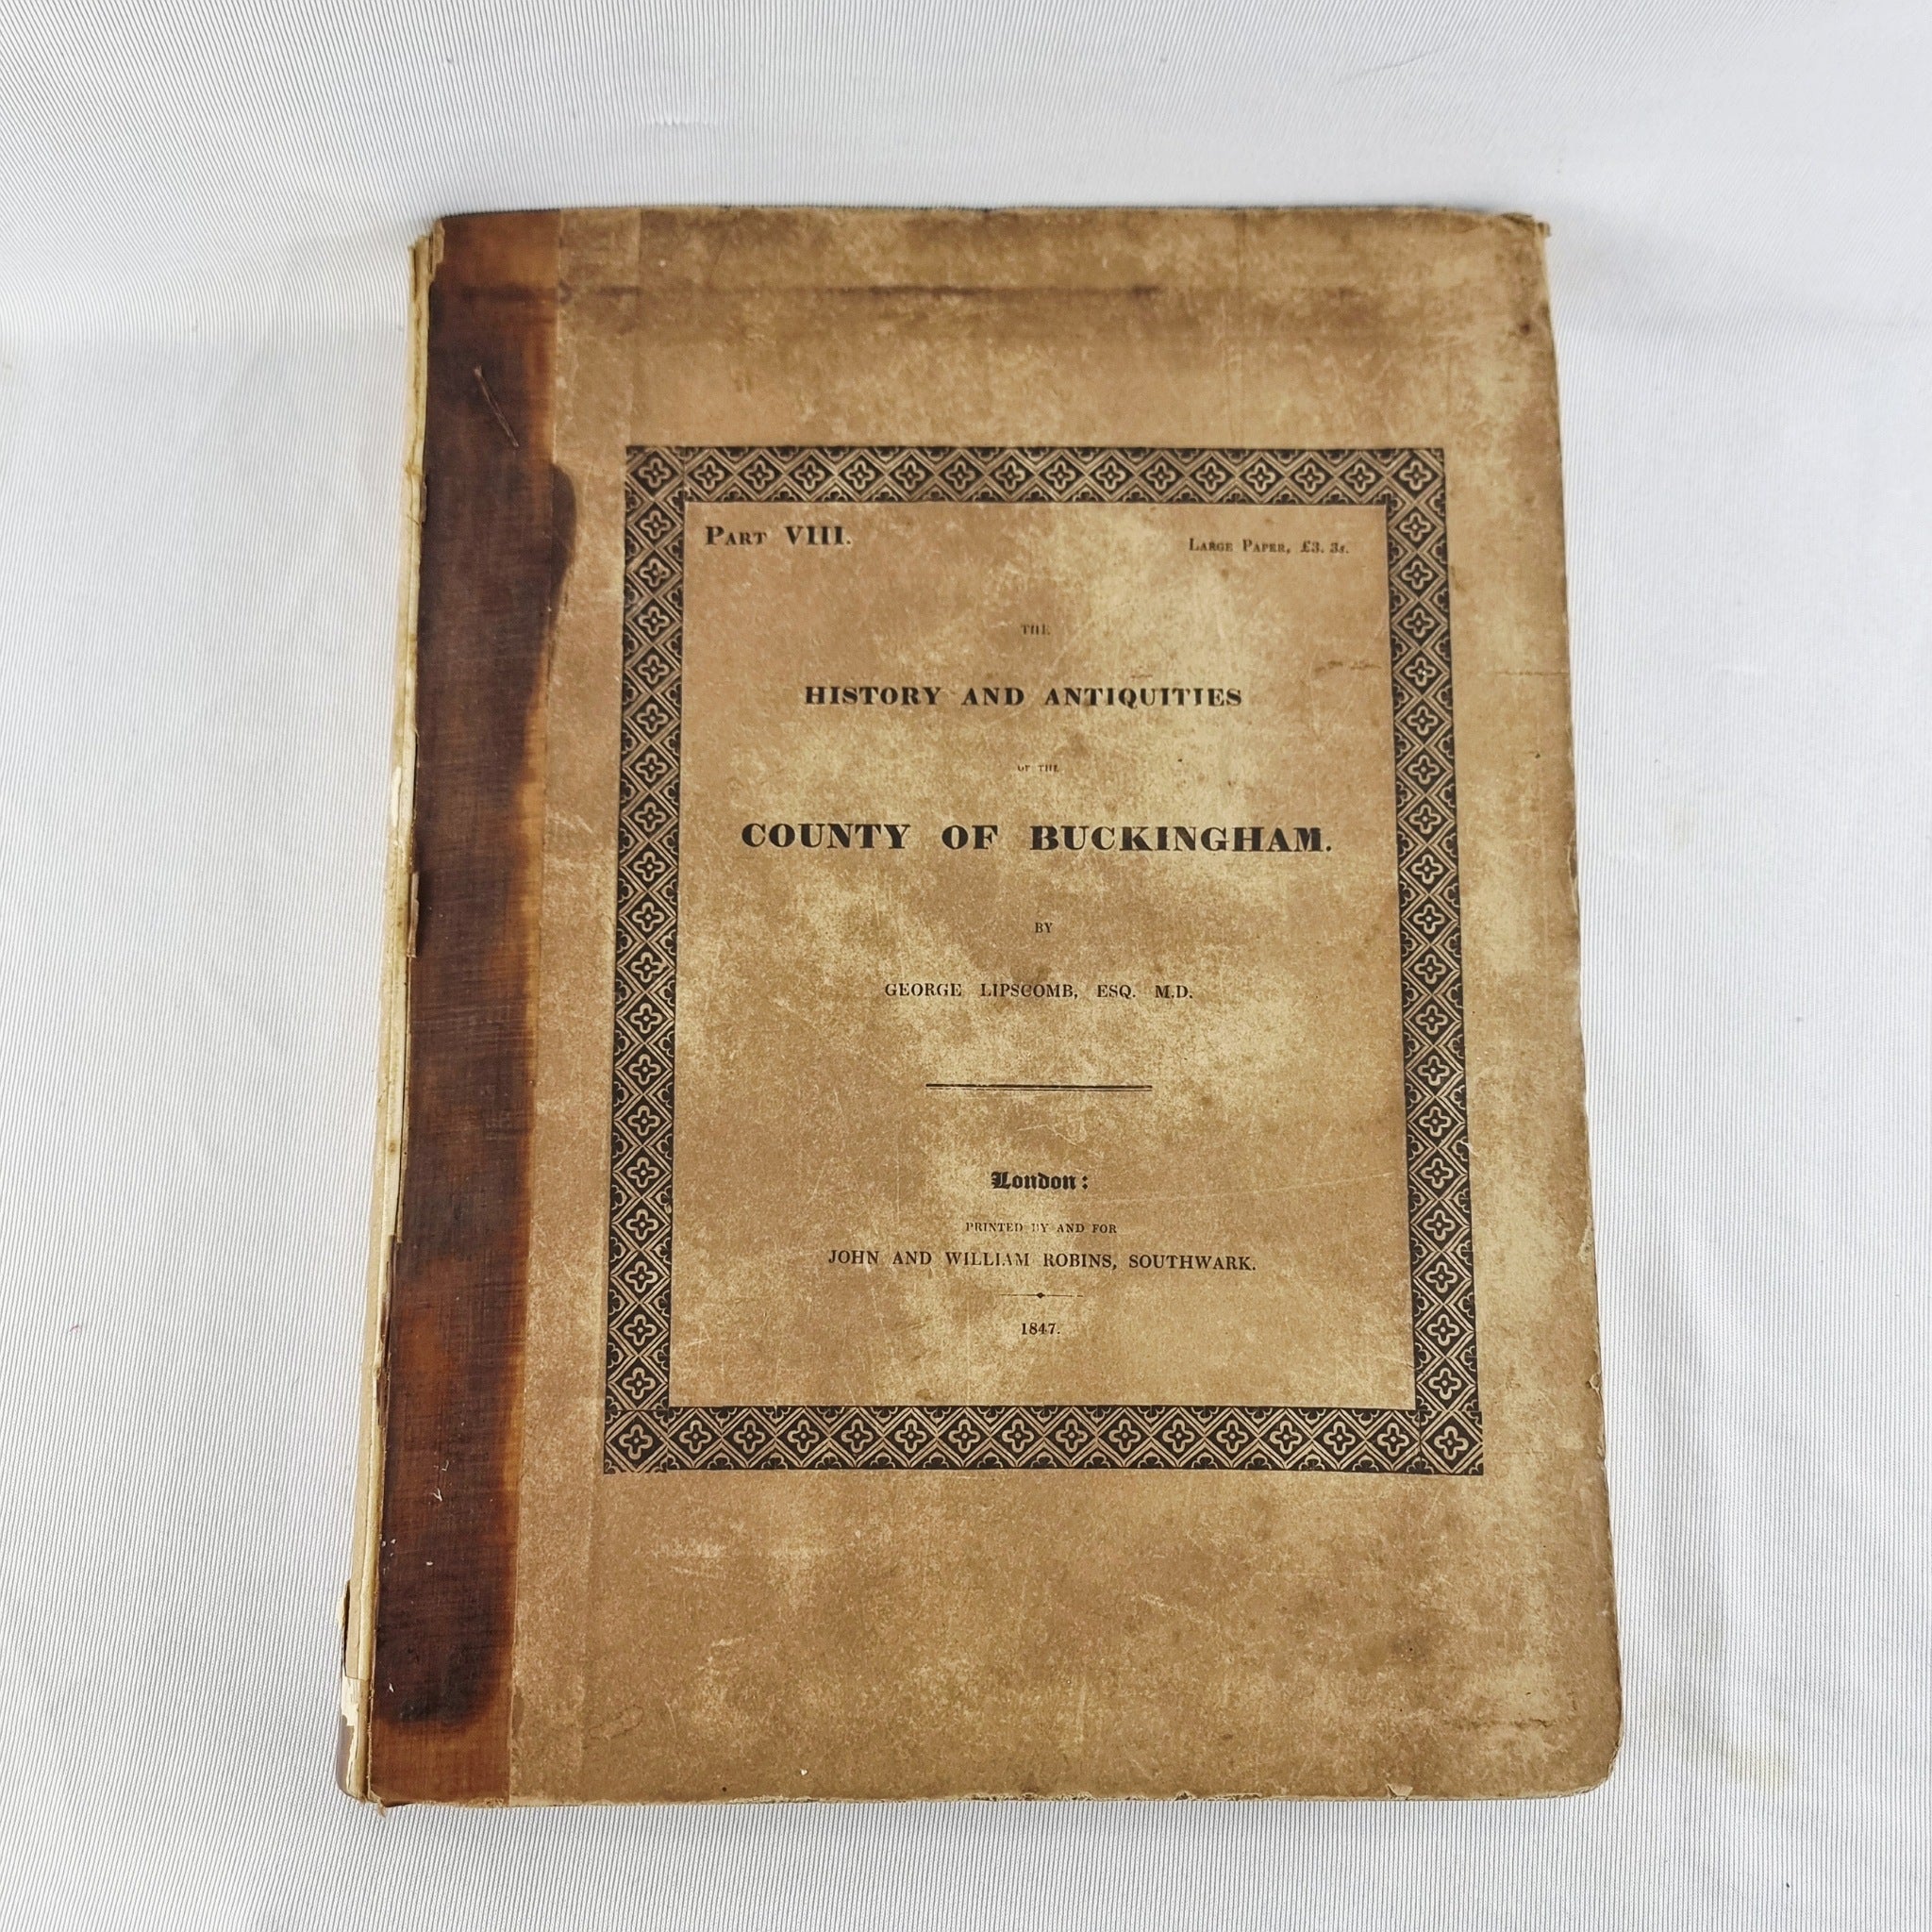 Part VIII.
Large Paper, £3. 3s.
THE
HISTORY AND ANTIQUITIES
OF THE
COUNTY OF BUCKINGHAM.
BY
GEORGE LIPSCOMB, ESQ. M.D.
London:
PRINTED BY AND FOR
JOHN AND WILLIAM ROBINS, SOUTHWARK.
1847.